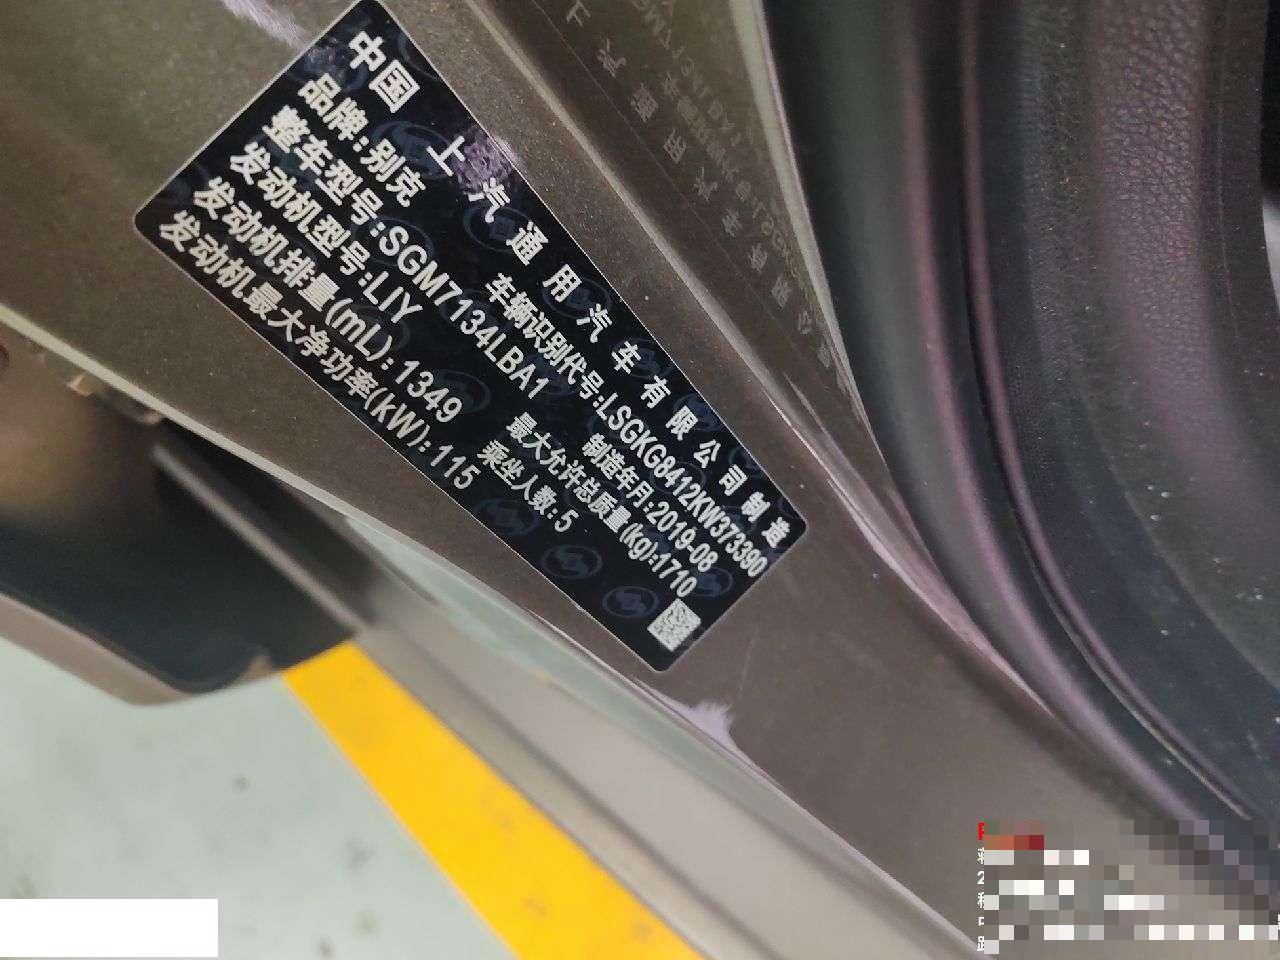 中国 上汽通用汽车有限公司制造
品牌:别克 车辆识别代号:LSGKG8412KW373390
整车型号:SGM7134LBA1 制造年月:2019-08
发动机型号:LIY 最大允许总质量(kg):1710
发动机排量(mL):1349 乘坐人数:5
发动机最大净功率(kW):115